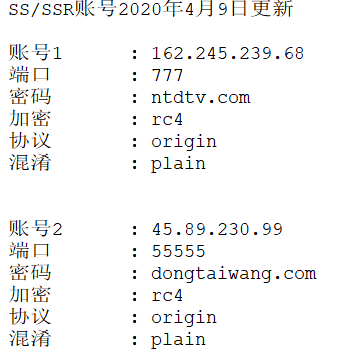 SS/SSR账号2020年4月9日更新
账号1 : 162.245.239.68
端口 : 777
密码 : ntdtv.com
加密 : rc4
协议 : origin
混淆 : plain
账号2 : 45.89.230.99
端口 : 55555
密码 : dongtaiwang.com
加密 : rc4
协议 : origin
混淆 : plain